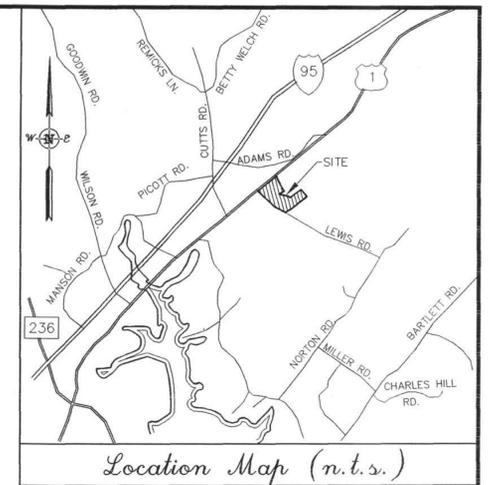 GOODWIN RD.
REMICKS LN.
BETTY WELCH RD.
95
1
CUTTS RD.
W N E
ADAMS RD.
SITE
PICOTT RD.
WILSON RD.
LEWIS RD.
MANSON RD.
236
NORTON RD.
MILLER RD.
BARTLETT RD.
CHARLES HILL
RD.
Location Map (n.t.s.)